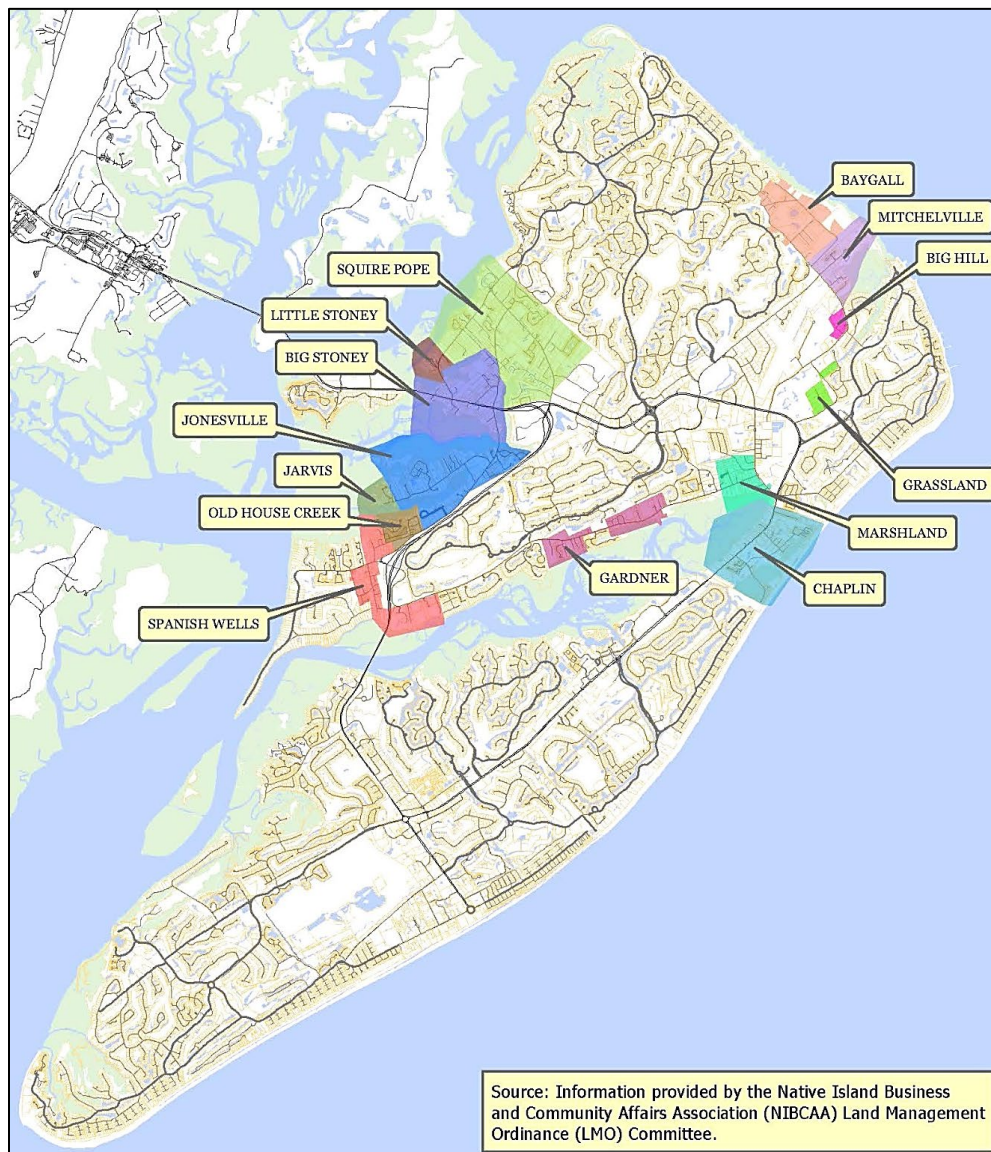 BAYGALL
MITCHELVILLE
BIG HILL
SQUIRE POPE
LITTLE STONEY
BIG STONEY
JONESVILLE
JARVIS
OLD HOUSE CREEK
SPANISH WELLS
GARDNER
GRASSLAND
MARSHLAND
CHAPLIN
Source: Information provided by the Native Island Business
and Community Affairs Association (NIBCAA) Land Management
Ordinance (LMO) Committee.